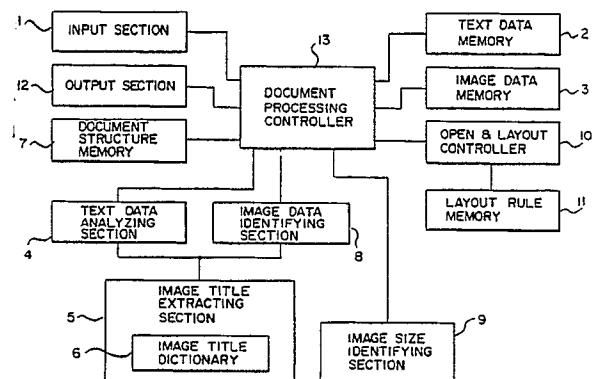 1
INPUT SECTION
12
OUTPUT SECTION
7
DOCUMENT
STRUCTURE
MEMORY
13
DOCUMENT
PROCESSING
CONTROLLER
TEXT DATA
MEMORY
2
IMAGE DATA
MEMORY
3
OPEN & LAYOUT
CONTROLLER
10
LAYOUT RULE
MEMORY
11
TEXT DATA
ANALYZING
SECTION
4
IMAGE DATA
IDENTIFYING
SECTION
8
5
IMAGE TITLE
EXTRACTING
SECTION
6
IMAGE TITLE
DICTIONARY
IMAGE SIZE
IDENTIFYING
SECTION
9